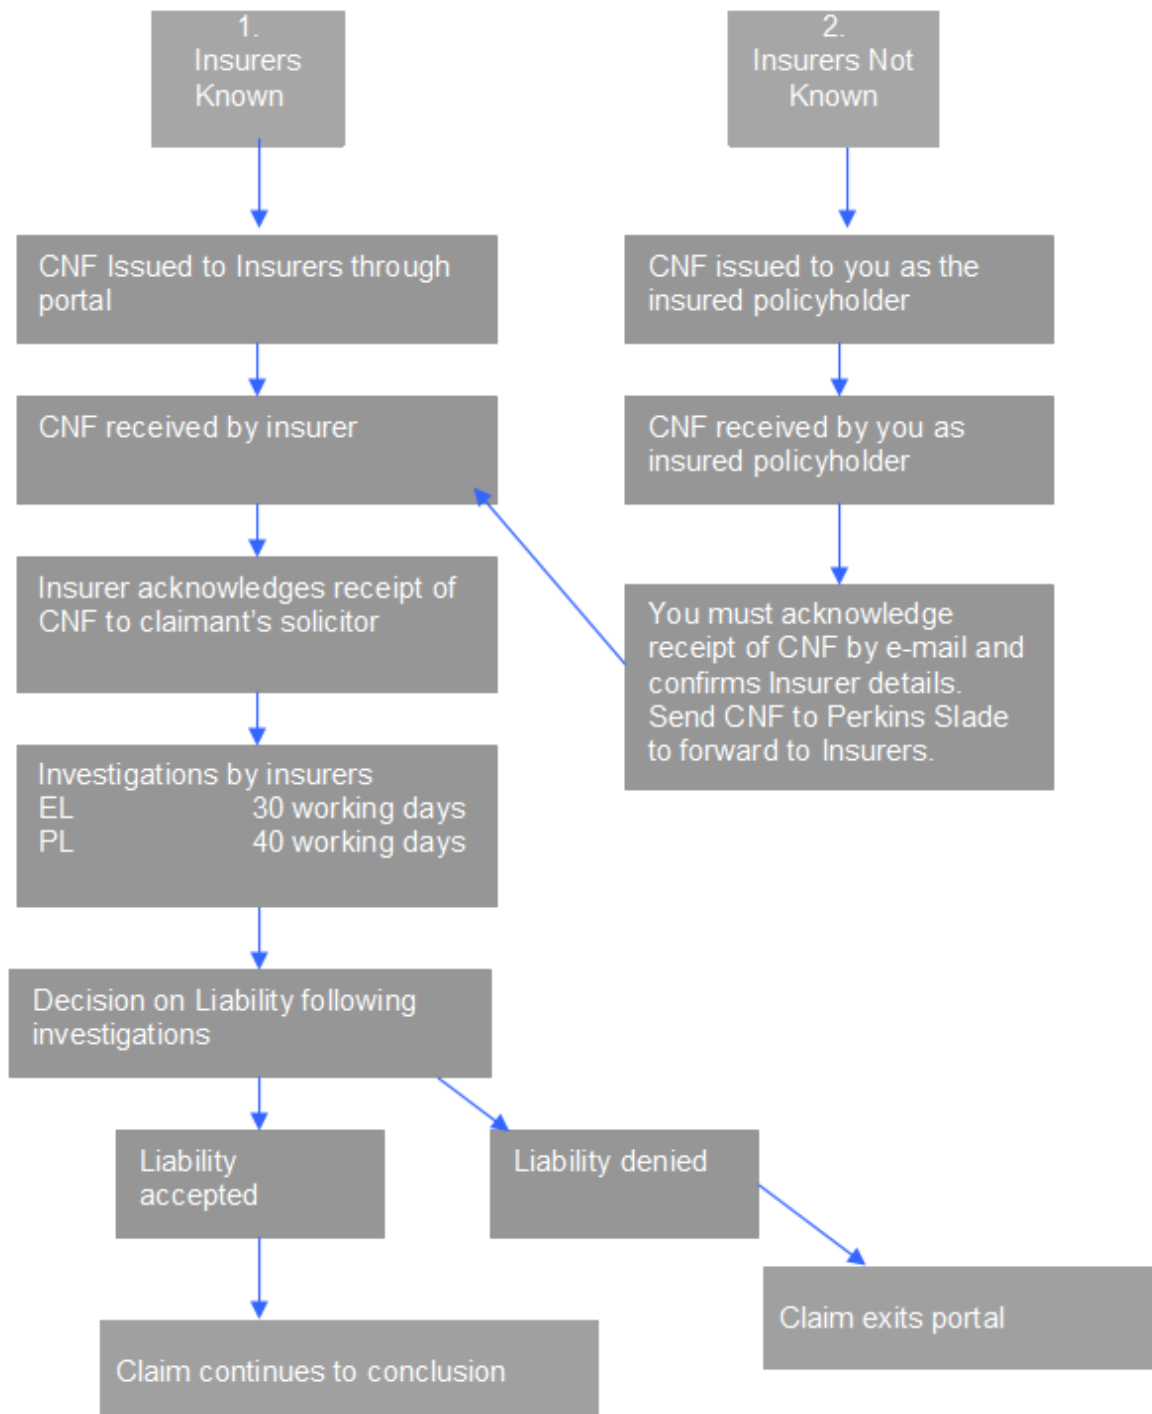 1.
Insurers
Known
2.
Insurers Not
Known
CNF Issued to Insurers through
portal
CNF issued to you as the
insured policyholder
CNF received by insurer
CNF received by you as
insured policyholder
Insurer acknowledges receipt of
CNF to claimant's solicitor
You must acknowledge
receipt of CNF by e-mail and
confirms Insurer details.
Send CNF to Perkins Slade
to forward to Insurers.
Investigations by insurers
EL 30 working days
PL 40 working days
Decision on Liability following
investigations
Liability
accepted
Liability denied
Claim exits portal
Claim continues to conclusion